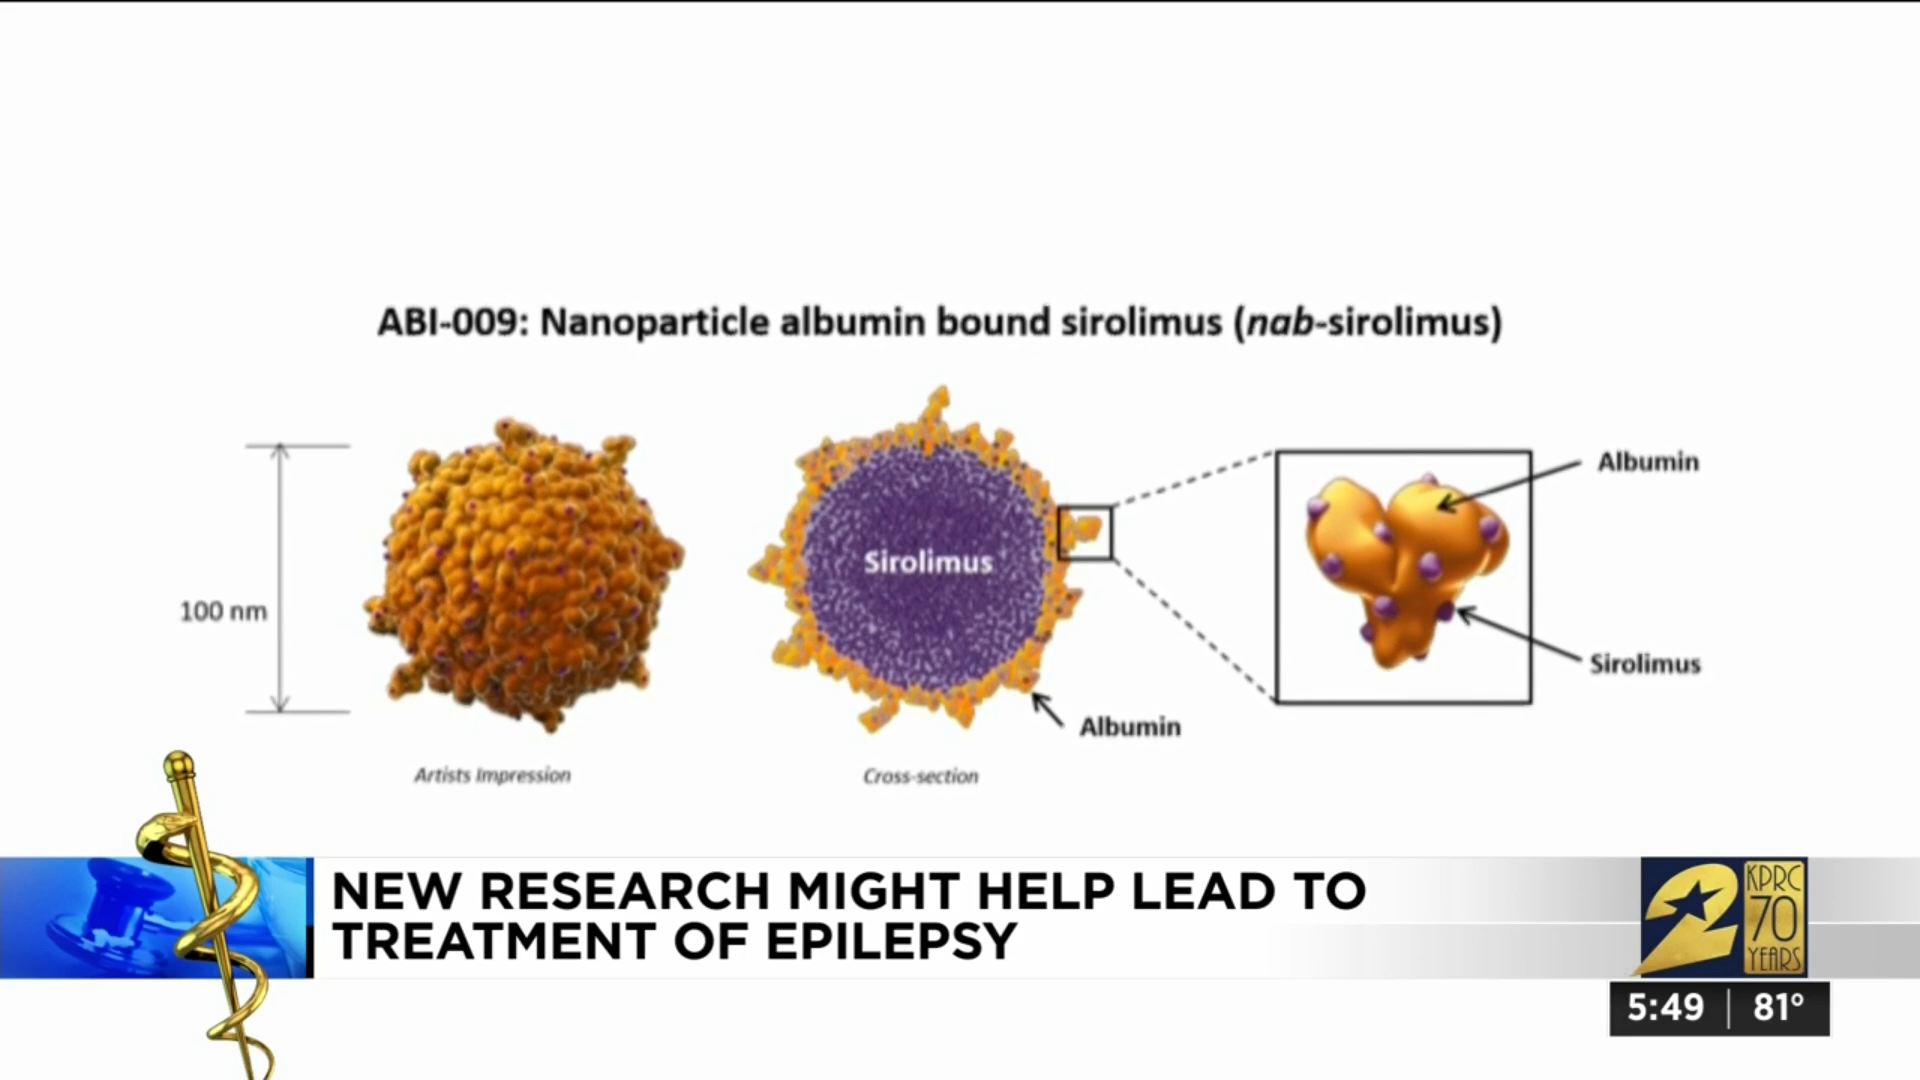 ABI-009: Nanoparticle albumin bound sirolimus (nab-sirolimus)
Albumin
Sirolimus
100 nm
Sirolimus
Albumin
Artists Impression
Cross-section
NEW RESEARCH MIGHT HELP LEAD TO
TREATMENT OF EPILEPSY
2
KPRC
70
YEARS
5:49 | 81°